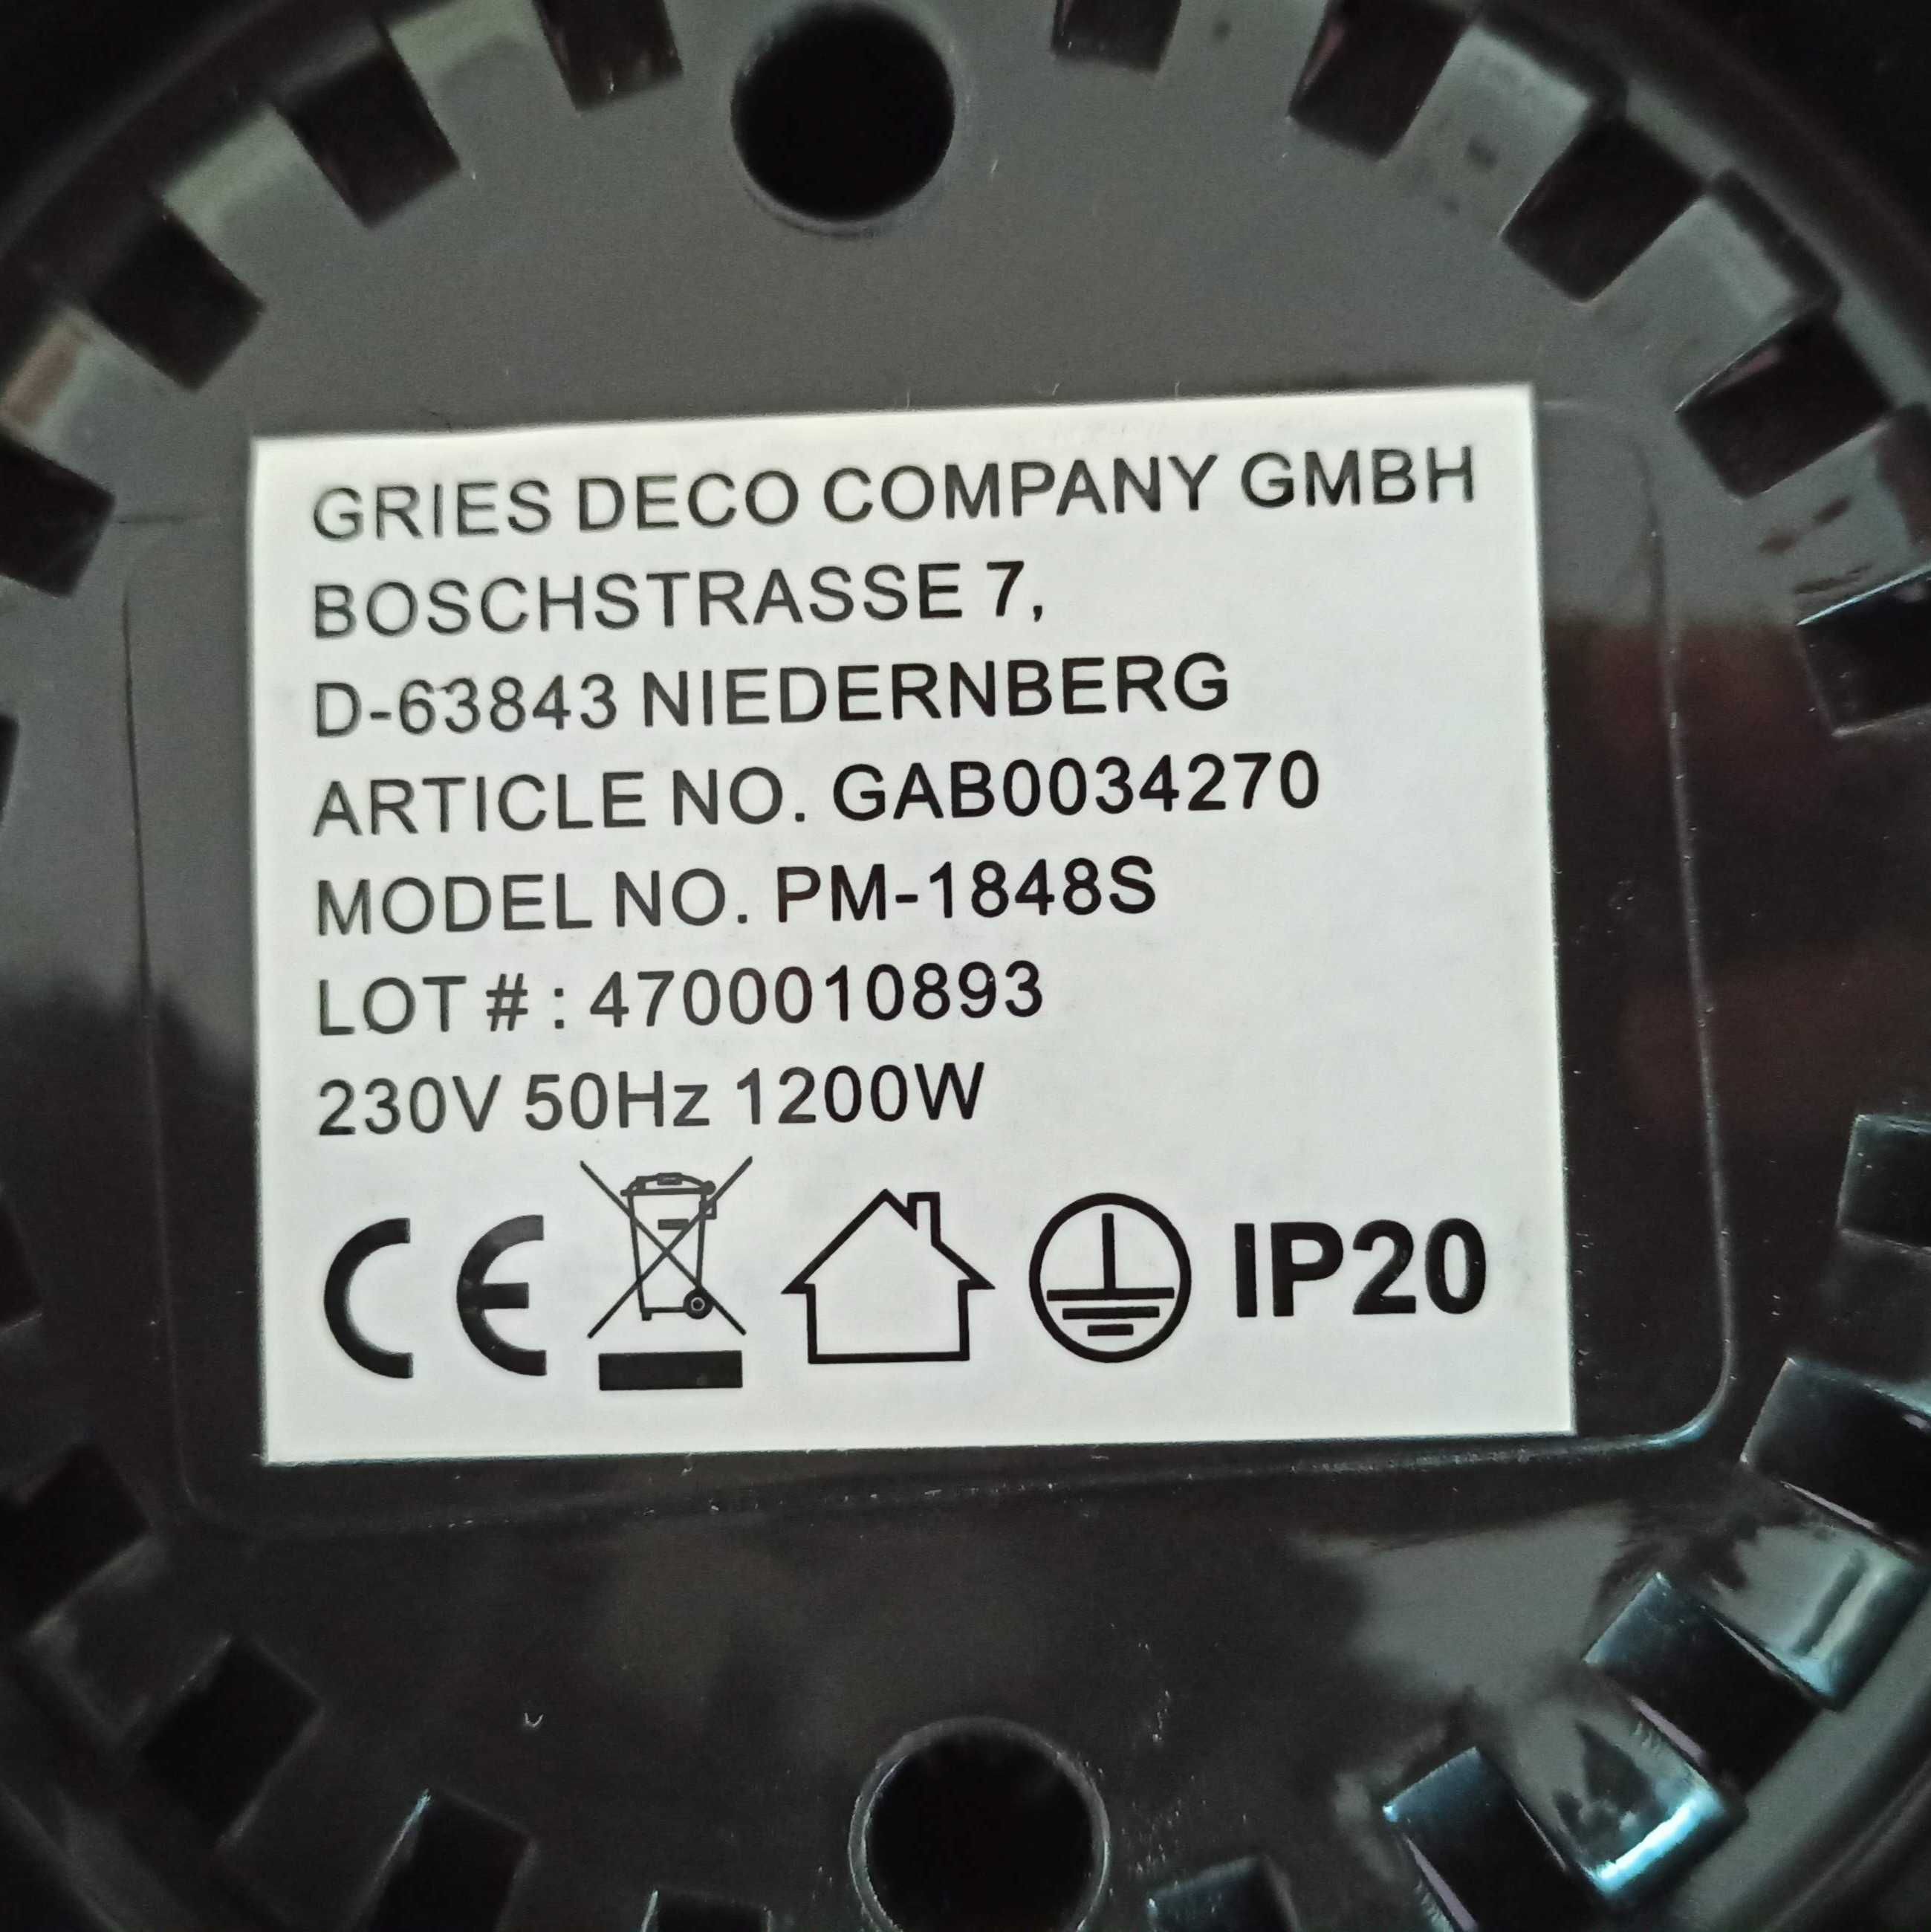 GRIES DECO COMPANY GMBH
BOSCHSTRASSE 7,
D-63843 NIEDERNBERG
ARTICLE NO. GAB0034270
MODEL NO. PM-1848S
LOT # : 4700010893
230V 50Hz 1200W
CE IP20